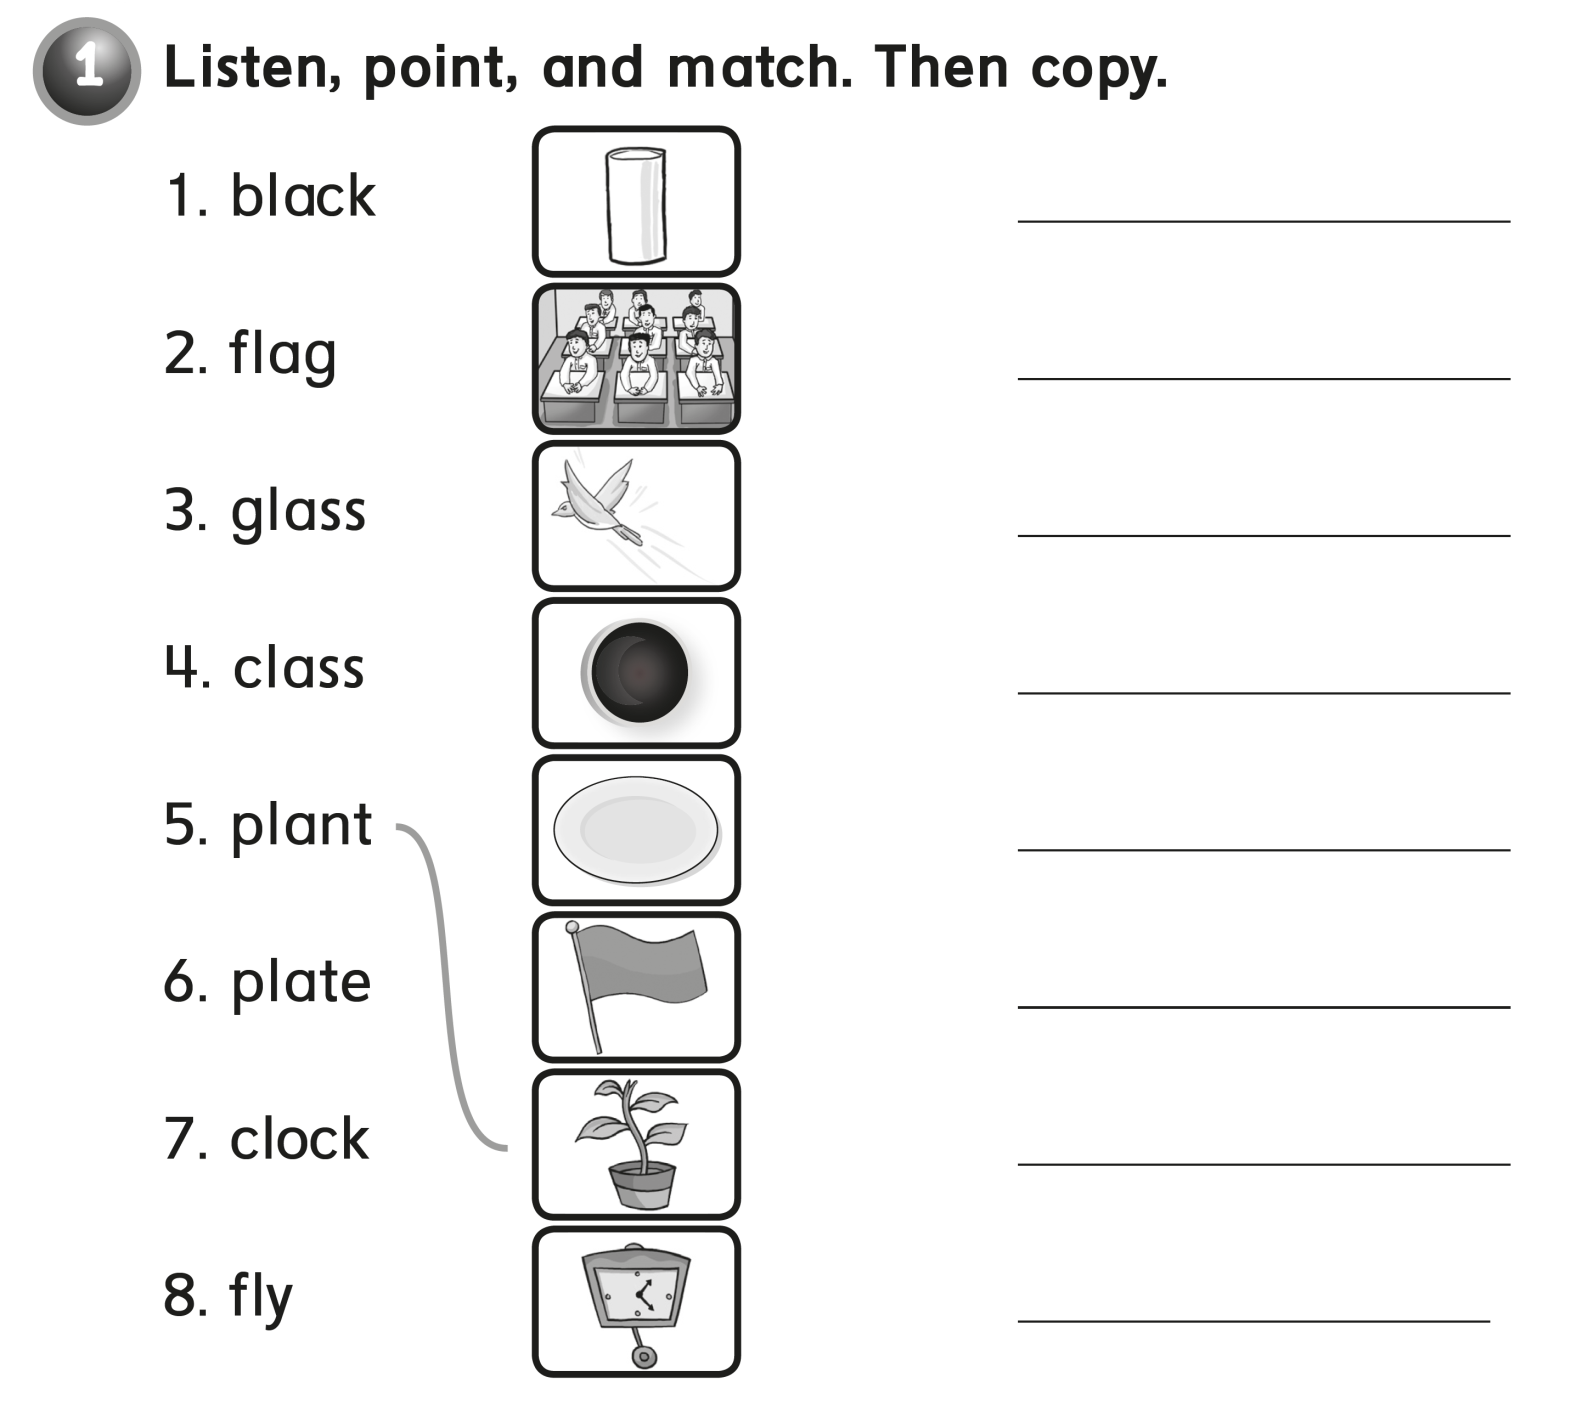 1 Listen, point, and match. Then copy.
1. black
2. flag
3. glass
4. class
5. plant
6. plate
7. clock
8. fly